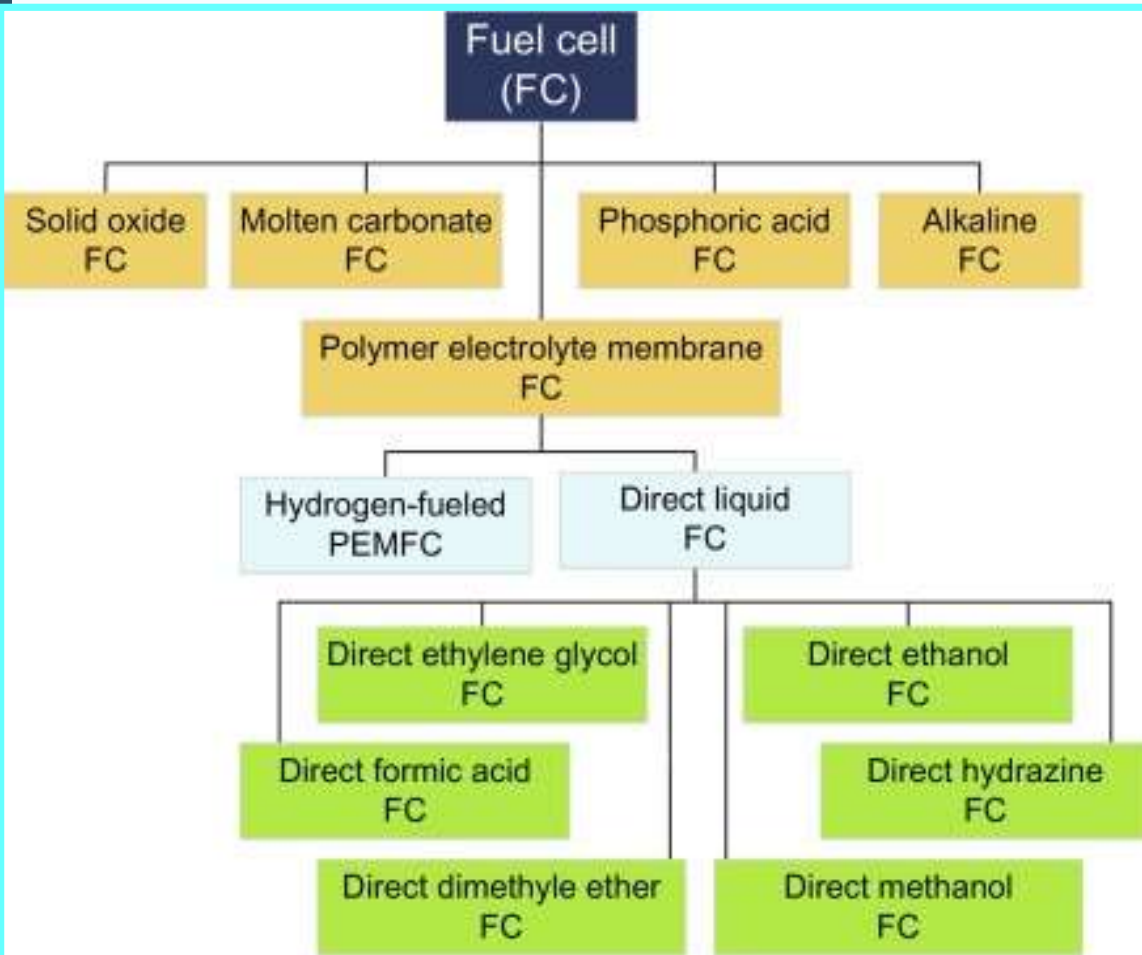 Fuel cell
(FC)
Solid oxide
FC
Molten carbonate
FC
Phosphoric acid
FC
Alkaline
FC
Polymer electrolyte membrane
FC
Hydrogen-fueled
PEMFC
Direct liquid
FC
Direct ethylene glycol
FC
Direct ethanol
FC
Direct formic acid
FC
Direct hydrazine
FC
Direct dimethyle ether
FC
Direct methanol
FC